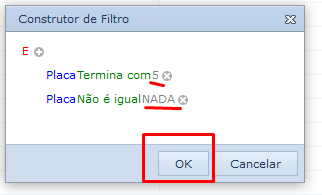 Construtor de Filtro
E
Placa Termina com 5
Placa Não é igual NADA
OK Cancelar